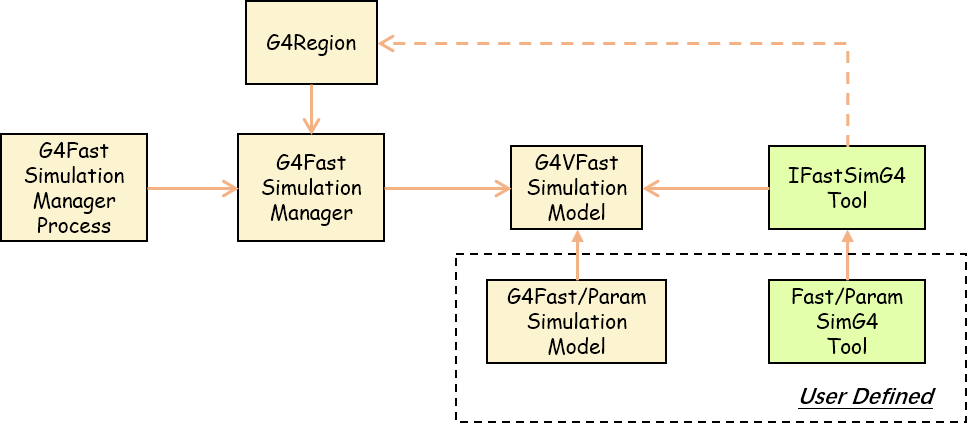 G4Region
G4Fast
Simulation
Manager
Process
G4Fast
Simulation
Manager
G4VFast
Simulation
Model
IFastSimG4
Tool
G4Fast/Param
Simulation
Model
Fast/Param
SimG4
Tool
User Defined